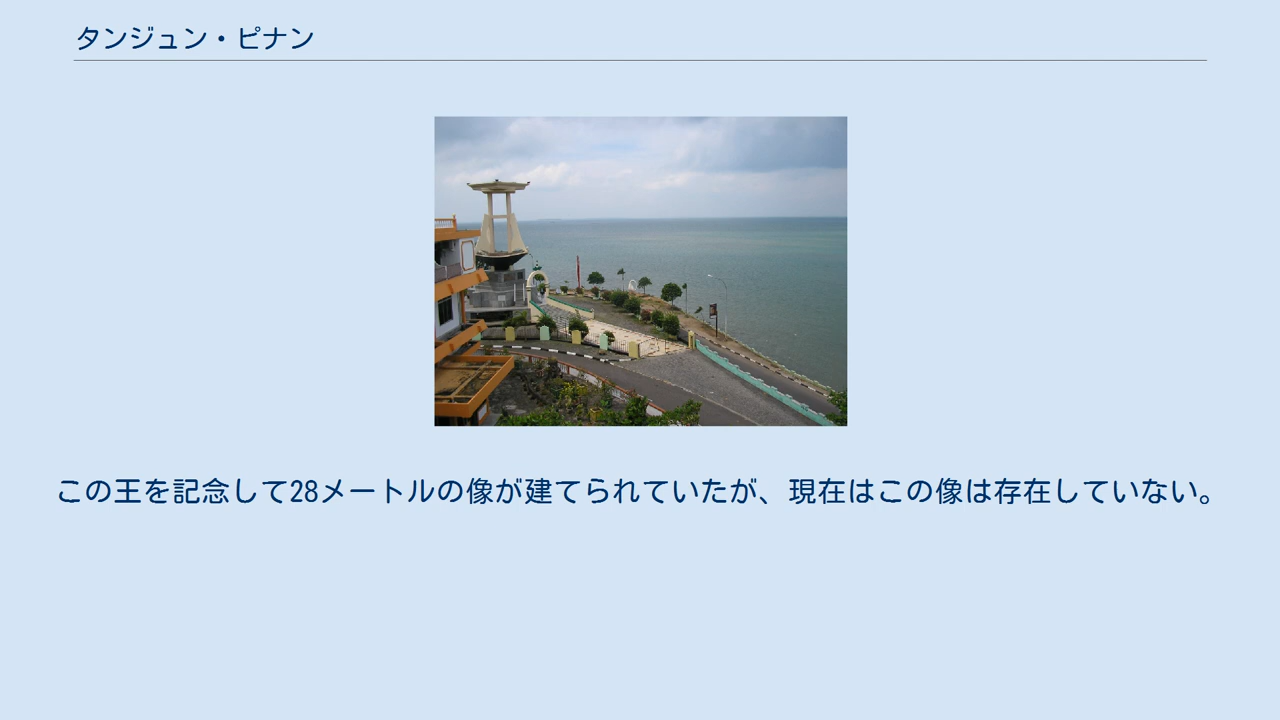 タンジュン・ピナン
この王を記念して28メートルの像が建てられていたが、現在はこの像は存在していない。